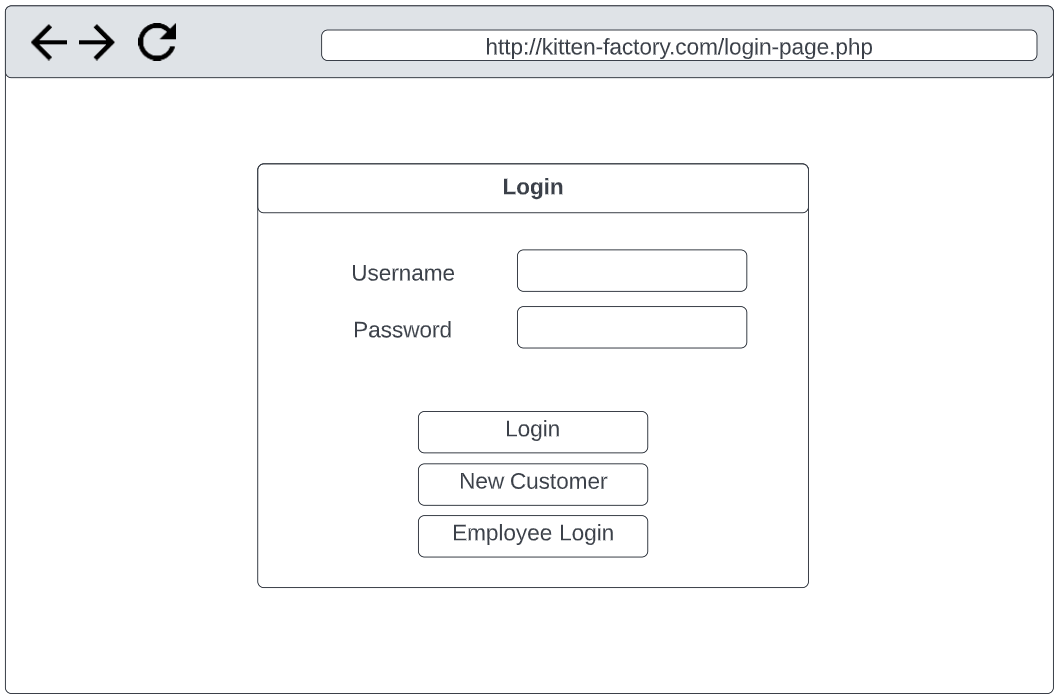 http://kitten-factory.com/login-page.php
Login
Username
Password
Login
New Customer
Employee Login